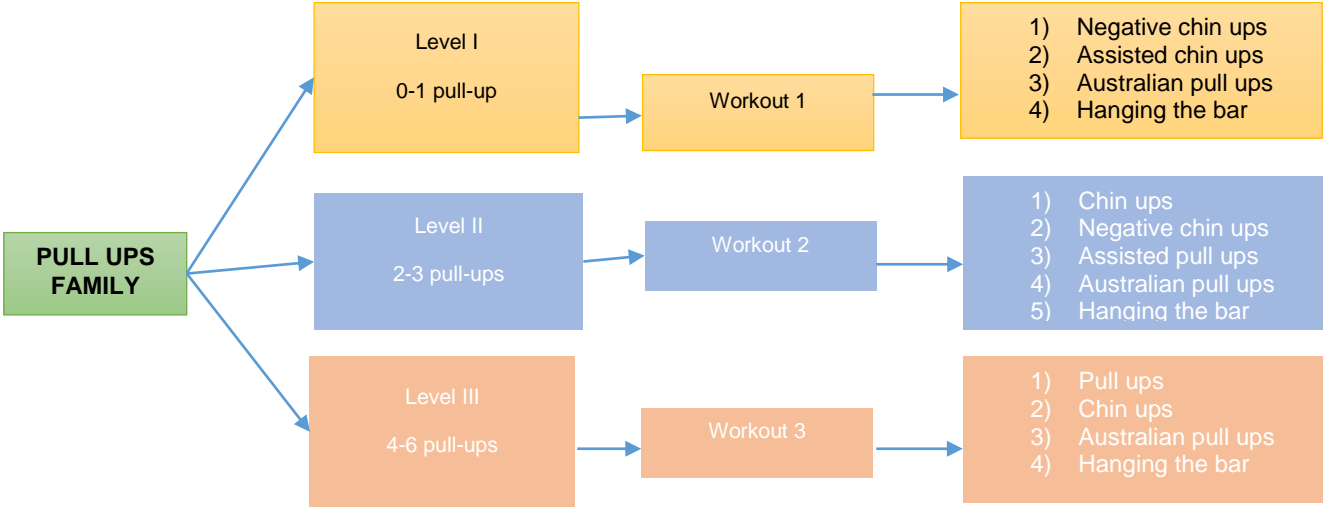 PULL UPS
FAMILY
Level I
0-1 pull-up
Workout 1
1) Negative chin ups
2) Assisted chin ups
3) Australian pull ups
4) Hanging the bar
Level II
2-3 pull-ups
Workout 2
1) Chin ups
2) Negative chin ups
3) Assisted pull ups
4) Australian pull ups
5) Hanging the bar
Level III
4-6 pull-ups
Workout 3
1) Pull ups
2) Chin ups
3) Australian pull ups
4) Hanging the bar